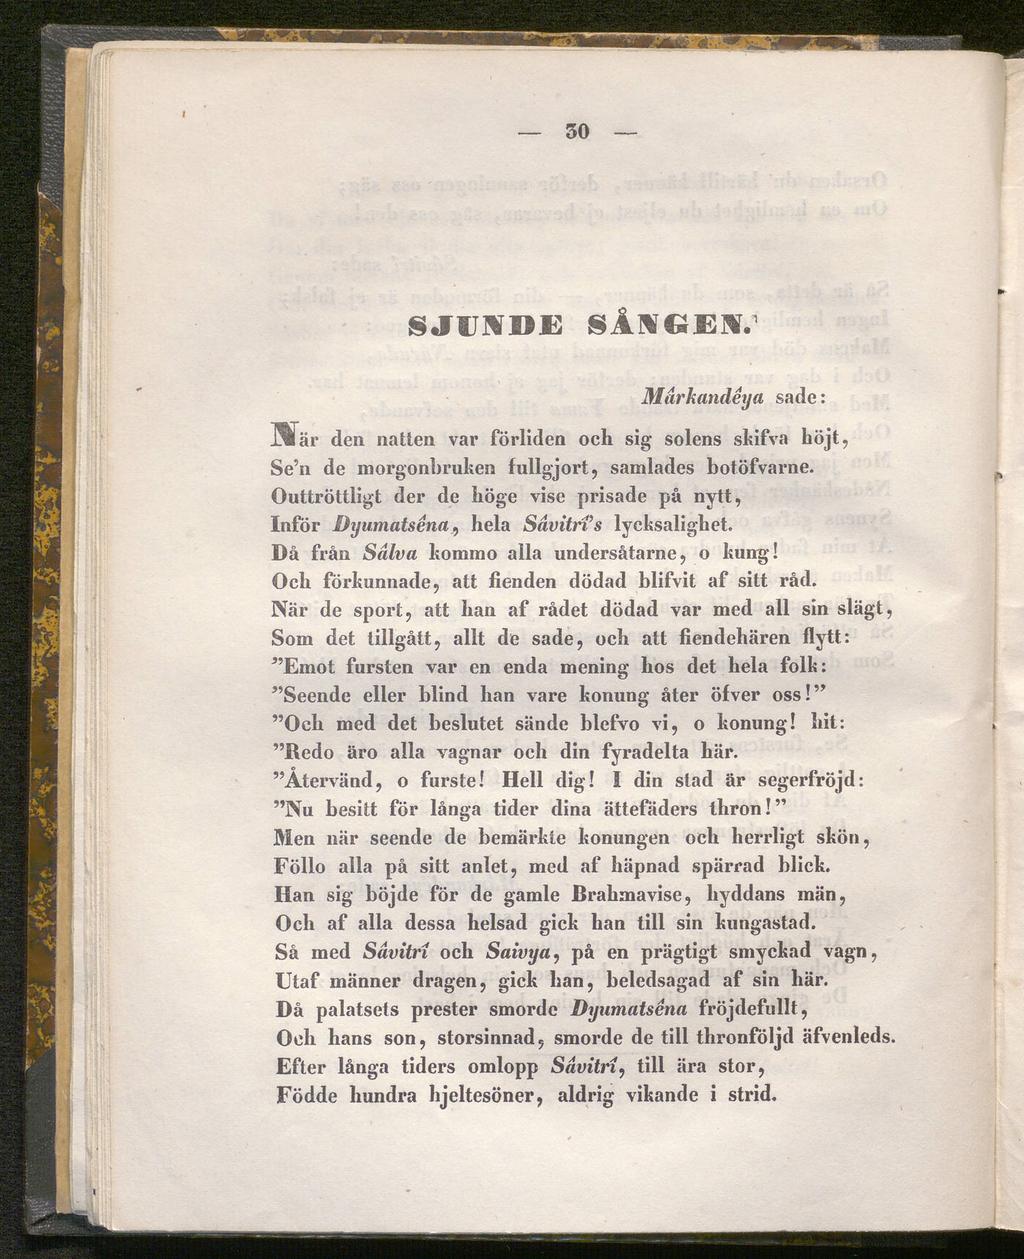 — 30 —
SJUNDE SÅNGEN.¹
Mârkandêya sade:
När den natten var förliden och sig solens skifva höjt,
Se'n de morgonbruken fullgjort, samlades botöfvarne.
Outtröttligt der de höge vise prisade på nytt,
Inför Dyumatsêna, hela Sâvitrî's lycksalighet.
Då från Sâlva kommo alla undersåtarne, o kung!
Och förkunnade, att fienden dödad blifvit af sitt råd.
När de sport, att han af rådet dödad var med all sin slägt,
Som det tillgått, allt de sade, och att fiendehären flytt:
”Emot fursten var en enda mening hos det hela folk:
”Seende eller blind han vare konung åter öfver oss!”
”Och med det beslutet sände blefvo vi, o konung! hit:
”Redo äro alla vagnar och din fyradelta här.
”Återvänd, o furste! Hell dig! I din stad är segerfröjd:
”Nu besitt för långa tider dina ättefäders thron!”
Men när seende de bemärkte konungen och herrligt skön,
Föllo alla på sitt anlet, med af häpnad spärrad blick.
Han sig böjde för de gamle Brahmavise, hyddans män,
Och af alla dessa helsad gick han till sin kungastad.
Så med Sâvitrî och Saivya, på en prägtigt smyckad vagn,
Utaf männer dragen, gick han, beledsagad af sin här.
Då palatsets prester smorde Dyumatsêna fröjdefullt,
Och hans son, storsinnad, smorde de till thronföljd äfvenleds.
Efter långa tiders omlopp Sâvitrî, till ära stor,
Födde hundra hjeltesöner, aldrig vikande i strid.